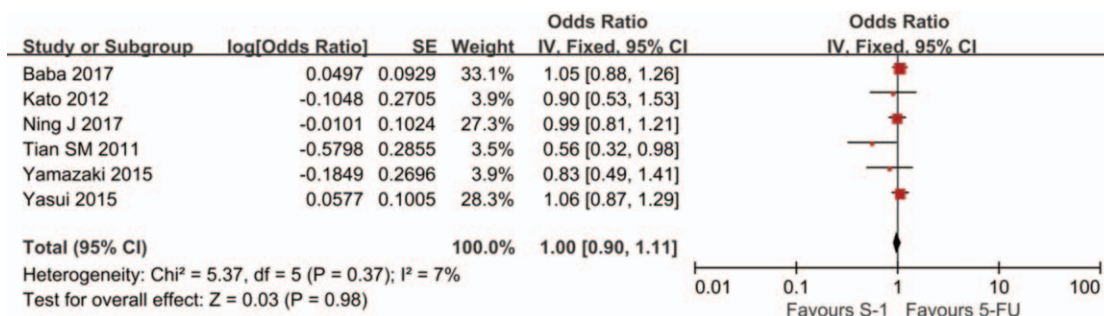 Odds Ratio Odds Ratio
Study or Subgroup log[Odds Ratio] SE Weight IV, Fixed, 95% CI IV, Fixed, 95% CI
Baba 2017 0.0497 0.0929 33.1% 1.05 [0.88, 1.26]
Kato 2012 -0.1048 0.2705 3.9% 0.90 [0.53, 1.53]
Ning J 2017 -0.0101 0.1024 27.3% 0.99 [0.81, 1.21]
Tian SM 2011 -0.5798 0.2855 3.5% 0.56 [0.32, 0.98]
Yamazaki 2015 -0.1849 0.2696 3.9% 0.83 [0.49, 1.41]
Yasui 2015 0.0577 0.1005 28.3% 1.06 [0.87, 1.29]
Total (95% CI) 100.0% 1.00 [0.90, 1.11]
Heterogeneity: Chi² = 5.37, df = 5 (P = 0.37); I² = 7%
Test for overall effect: Z = 0.03 (P = 0.98)
0.01 0.1 1 10 100
Favours S-1 Favours 5-FU